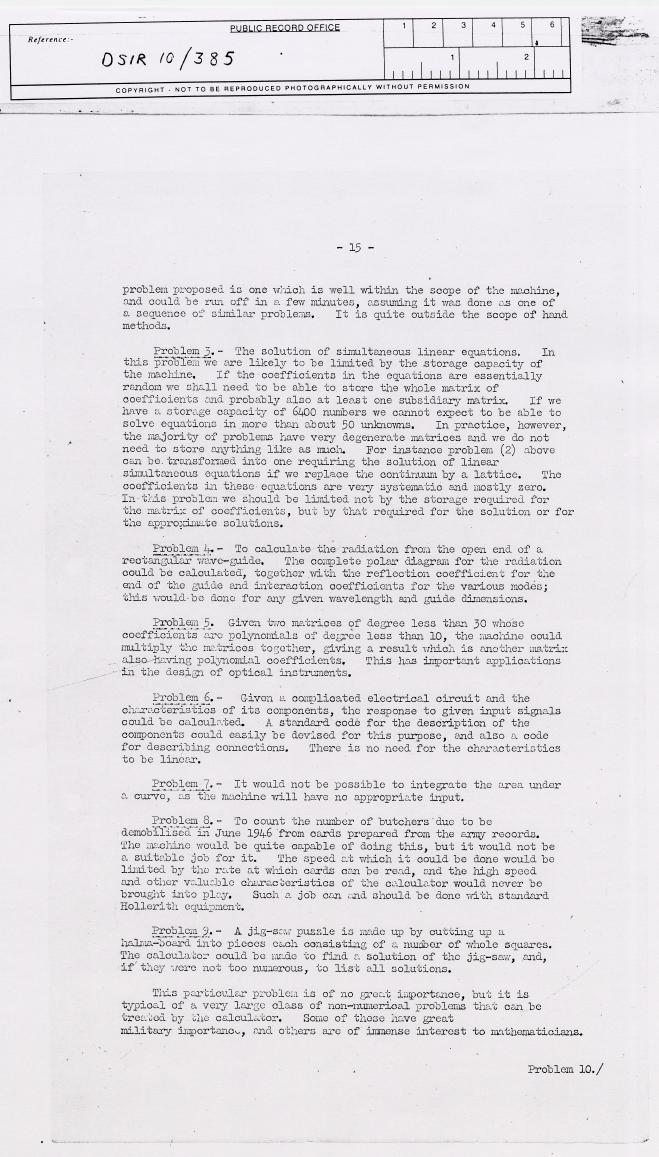 PUBLIC RECORD OFFICE
Reference:-
DSIR 10/385
1 2 3 4 5 6
1 2
COPYRIGHT - NOT TO BE REPRODUCED PHOTOGRAPHICALLY WITHOUT PERMISSION
- 15 -
problem proposed is one which is well within the scope of the machine,
and could be run off in a few minutes, assuming it was done as one of
a sequence of similar problems. It is quite outside the scope of hand
methods.
Problem 3.- The solution of simultaneous linear equations. In
this problem we are likely to be limited by the storage capacity of
the machine. If the coefficients in the equations are essentially
random we shall need to be able to store the whole matrix of
coefficients and probably also at least one subsidiary matrix. If we
have a storage capacity of 6400 numbers we cannot expect to be able to
solve equations in more than about 50 unknowns. In practice, however,
the majority of problems have very degenerate matrices and we do not
need to store anything like as much. For instance problem (2) above
can be transformed into one requiring the solution of linear
simultaneous equations if we replace the continuum by a lattice. The
coefficients in these equations are very systematic and mostly zero.
In this problem we should be limited not by the storage required for
the matrix of coefficients, but by that required for the solution or for
the approximate solutions.
Problem 4.- To calculate the radiation from the open end of a
rectangular wave-guide. The complete polar diagram for the radiation
could be calculated, together with the reflection coefficient for the
end of the guide and interaction coefficients for the various modes;
this would be done for any given wavelength and guide dimensions.
Problem 5. Given two matrices of degree less than 30 whose
coefficients are polynomials of degree less than 10, the machine could
multiply the matrices together, giving a result which is another matrix
also having polynomial coefficients. This has important applications
in the design of optical instruments.
Problem 6.- Given a complicated electrical circuit and the
characteristics of its components, the response to given input signals
could be calculated. A standard code for the description of the
components could easily be devised for this purpose, and also a code
for describing connections. There is no need for the characteristics
to be linear.
Problem 7.- It would not be possible to integrate the area under
a curve, as the machine will have no appropriate input.
Problem 8.- To count the number of butchers due to be
demobilised in June 1946 from cards prepared from the army records.
The machine would be quite capable of doing this, but it would not be
a suitable job for it. The speed at which it could be done would be
limited by the rate at which cards can be read, and the high speed
and other valuable characteristics of the calculator would never be
brought into play. Such a job can and should be done with standard
Hollerith equipment.
Problem 9.- A jig-saw puzzle is made up by cutting up a
halma-board into pieces each consisting of a number of whole squares.
The calculator could be made to find a solution of the jig-saw, and,
if they were not too numerous, to list all solutions.
This particular problem is of no great importance, but it is
typical of a very large class of non-numerical problems that can be
treated by the calculator. Some of these have great
military importance, and others are of immense interest to mathematicians.
Problem 10./